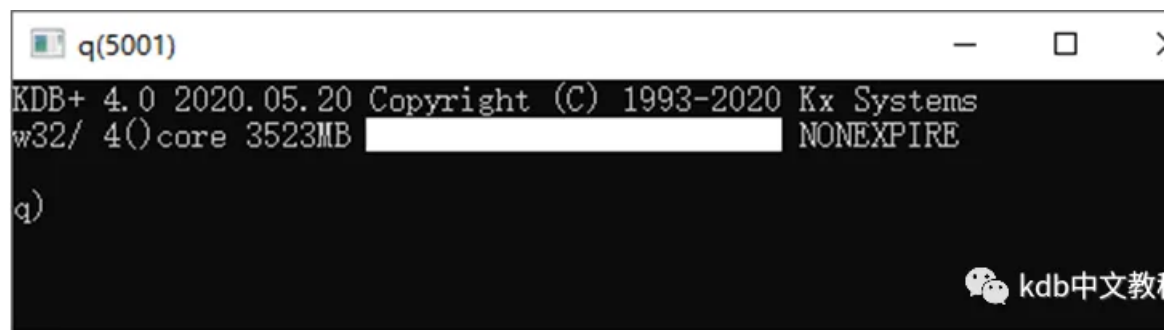 q(5001)
KDB+ 4.0 2020.05.20 Copyright (C) 1993-2020 Kx Systems
w32/ 4()core 3523MB NONEXPIRE
q)
kdb中文教